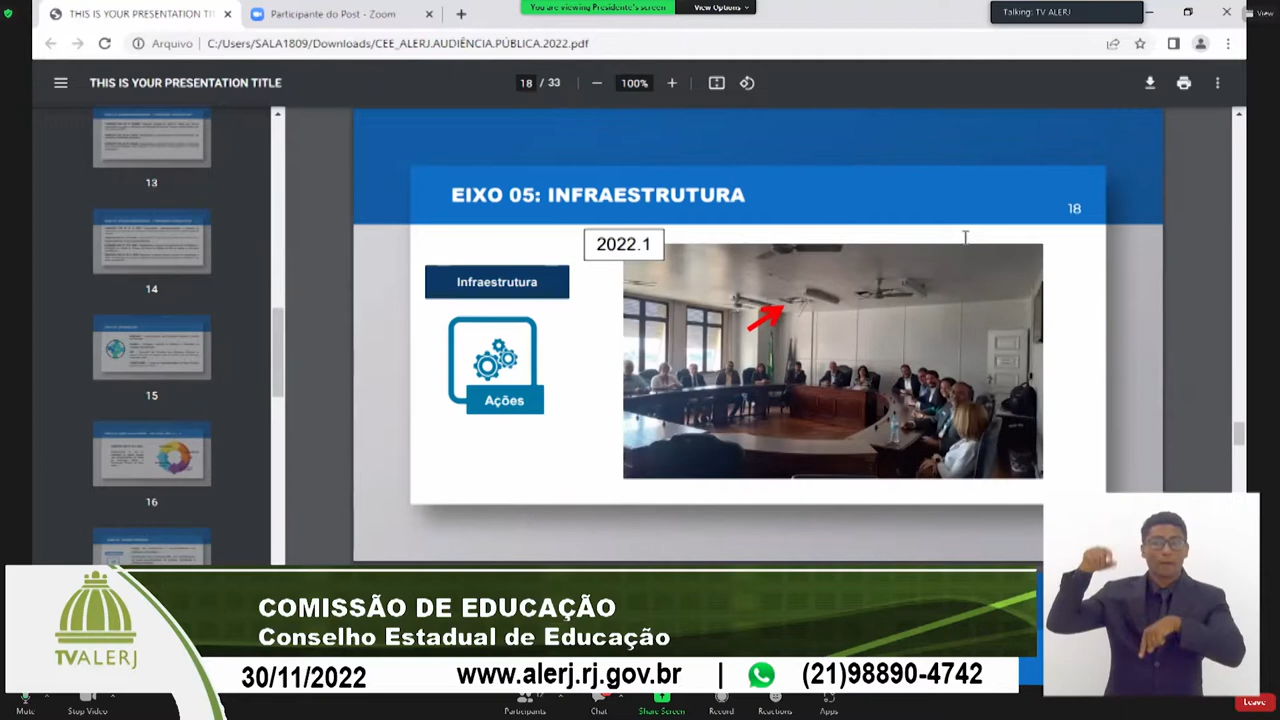 THIS IS YOUR PRESENTATION TIT
Participante do Post - Zoom
You are viewing Presidente's screen
View Options
Talking: TV ALERJ
View
Arquivo
C:/Users/SALA1809/Downloads/CEE_ALERJ.AUDIÊNCIA.PÚBLICA.2022.pdf
THIS IS YOUR PRESENTATION TITLE
18 / 33
100%
13
14
15
16
EIXO 05: INFRAESTRUTURA
18
2022.1
Infraestrutura
Ações
TVALERJ
COMISSÃO DE EDUCAÇÃO
Conselho Estadual de Educação
30/11/2022
www.alerj.rj.gov.br | (21)98890-4742
Mute
Stop Video
Participants
Chat
Share Screen
Record
Reactions
Apps
Leave